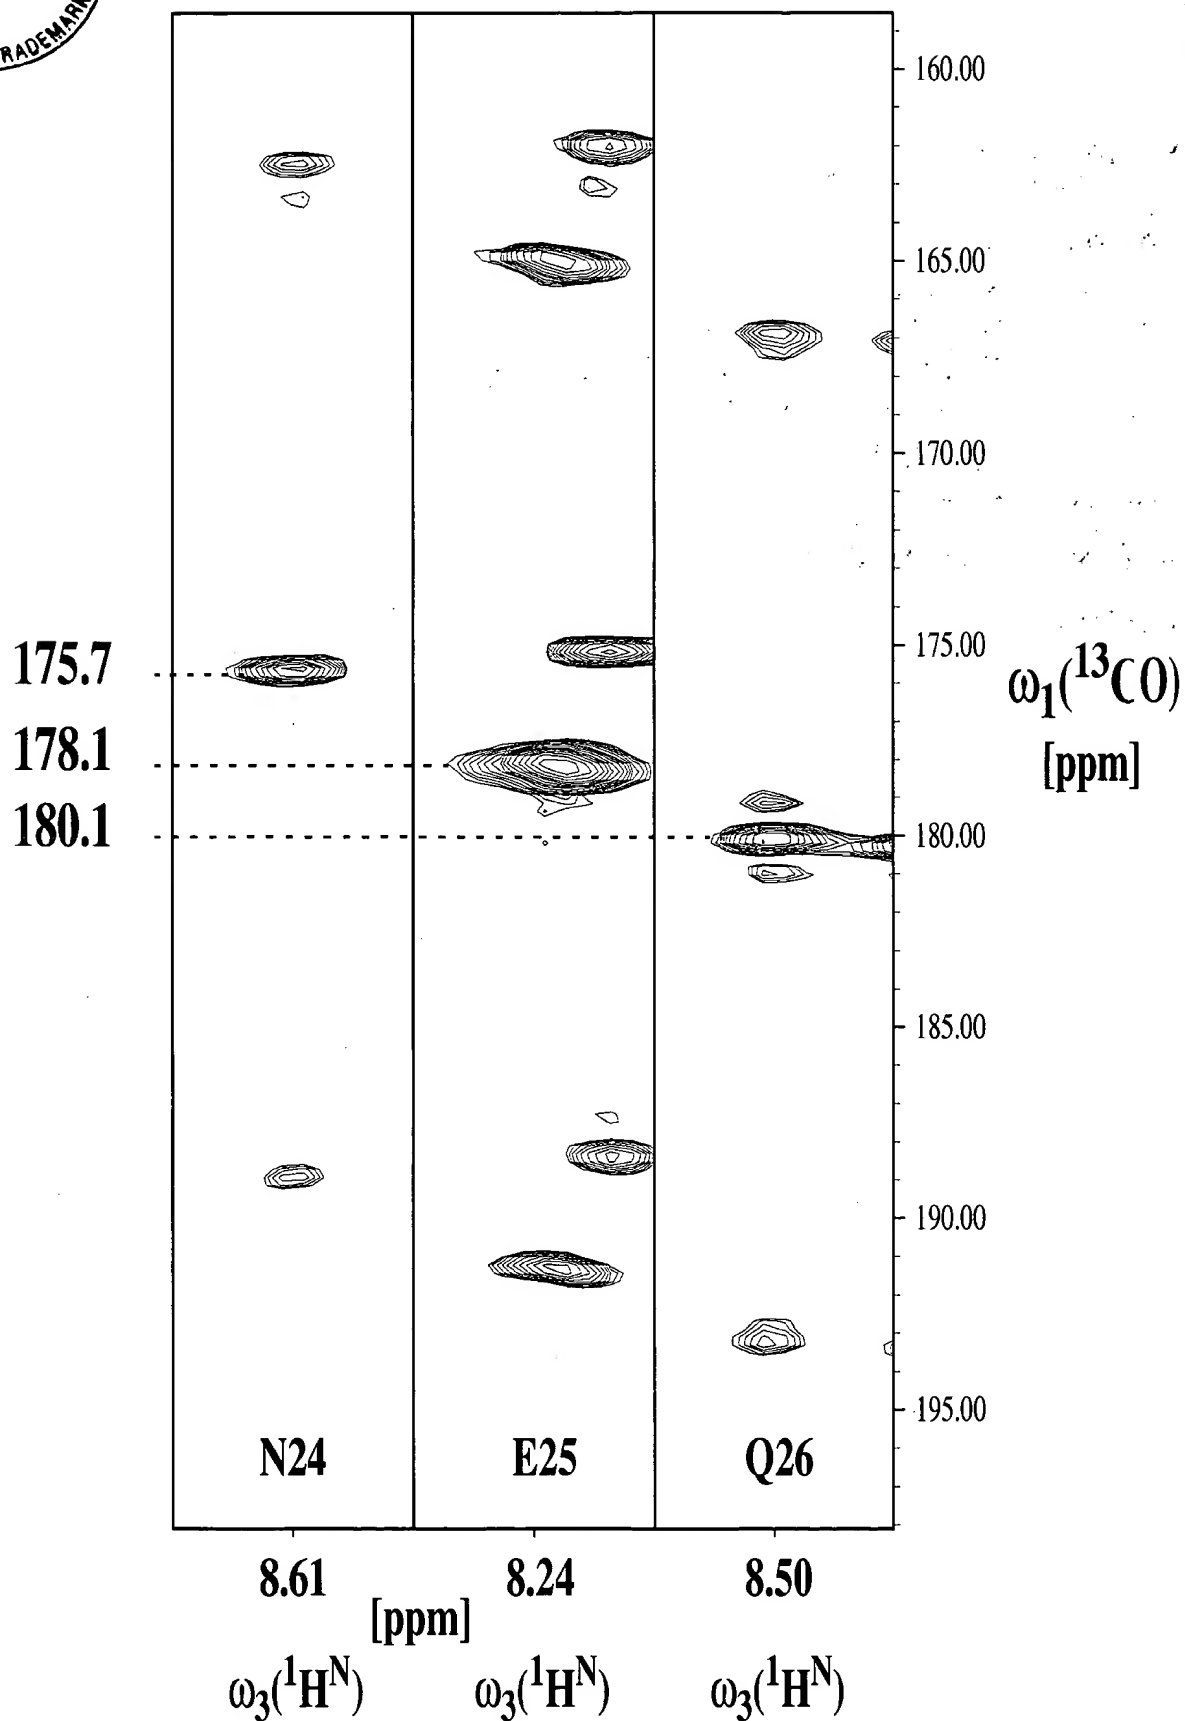 RADEMARK
160.00
165.00
170.00
175.00
175.7
ω1(13CO)
178.1
[ppm]
180.1
180.00
185.00
190.00
195.00
N24 E25 Q26
8.61 8.24 8.50
[ppm]
ω3(1HN) ω3(1HN) ω3(1HN)